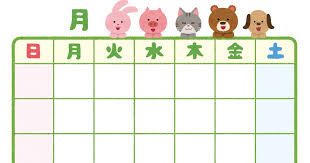 月
日 月 火 水 木 金 土